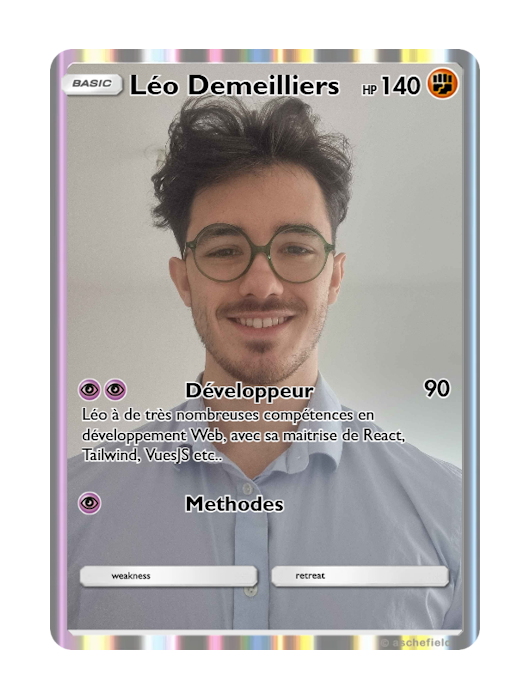 BASIC Léo Demeilliers HP 140
Développeur 90
Léo à de très nombreuses compétences en
développement Web, avec sa maitrise de React,
Tailwind, VuesJS etc..
Methodes
weakness retreat